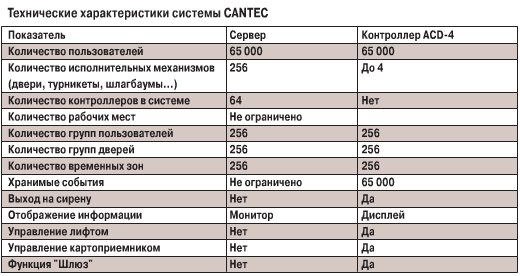 Технические характеристики системы CANTEC
Показатель Сервер Контроллер ACD-4
Количество пользователей 65 000 65 000
Количество исполнительных механизмов 256 До 4
(двери, турникеты, шлагбаумы...)
Количество контроллеров в системе 64 Нет
Количество рабочих мест Не ограничено
Количество групп пользователей 256 256
Количество групп дверей 256 256
Количество временных зон 256 256
Хранимые события Не ограничено 65 000
Выход на сирену Нет Да
Отображение информации Монитор Дисплей
Управление лифтом Нет Да
Управление картоприемником Нет Да
Функция "Шлюз" Нет Да